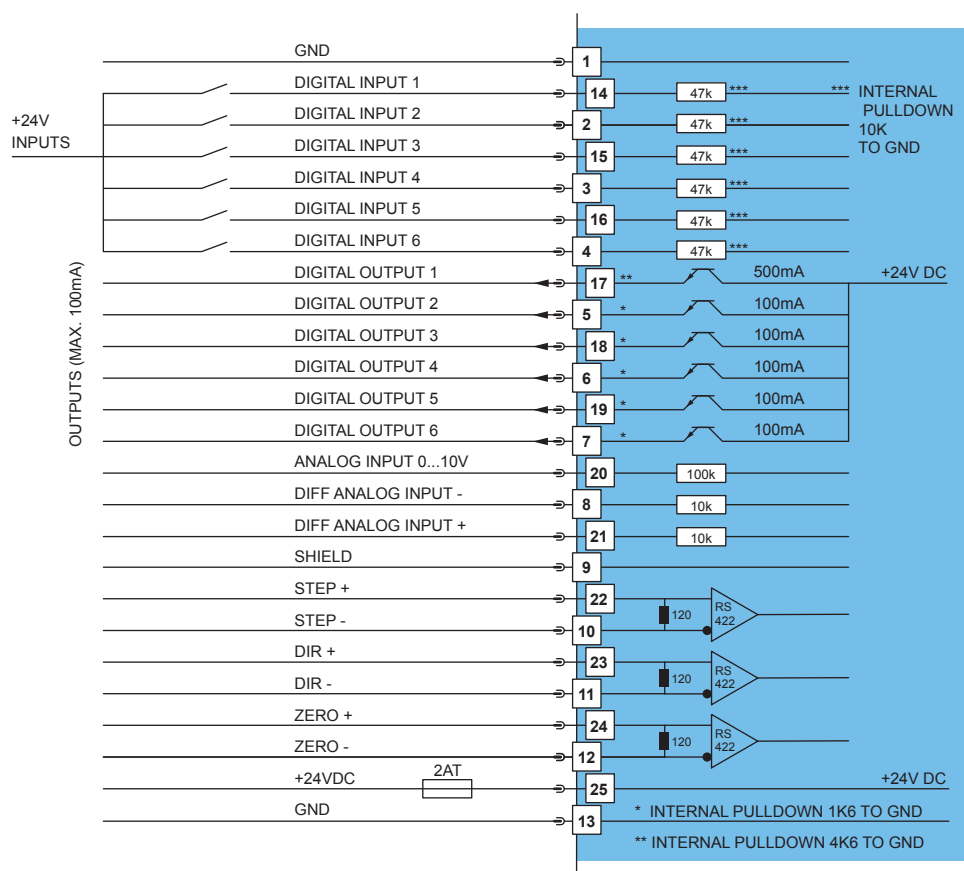 GND
1
DIGITAL INPUT 1
14
47k
***
*** INTERNAL
PULLDOWN
10K
TO GND
+24V
INPUTS
DIGITAL INPUT 2
2
47k
***
DIGITAL INPUT 3
15
47k
***
DIGITAL INPUT 4
3
47k
***
DIGITAL INPUT 5
16
47k
***
DIGITAL INPUT 6
4
47k
***
OUTPUTS (MAX. 100mA)
DIGITAL OUTPUT 1
17
**
500mA
+24V DC
DIGITAL OUTPUT 2
5
*
100mA
DIGITAL OUTPUT 3
18
*
100mA
DIGITAL OUTPUT 4
6
*
100mA
DIGITAL OUTPUT 5
19
*
100mA
DIGITAL OUTPUT 6
7
*
100mA
ANALOG INPUT 0...10V
20
100k
DIFF ANALOG INPUT -
8
10k
DIFF ANALOG INPUT +
21
10k
SHIELD
9
STEP +
22
120
RS
422
STEP -
10
DIR +
23
120
RS
422
DIR -
11
ZERO +
24
120
RS
422
ZERO -
12
+24VDC
2AT
25
+24V DC
GND
13
* INTERNAL PULLDOWN 1K6 TO GND
** INTERNAL PULLDOWN 4K6 TO GND